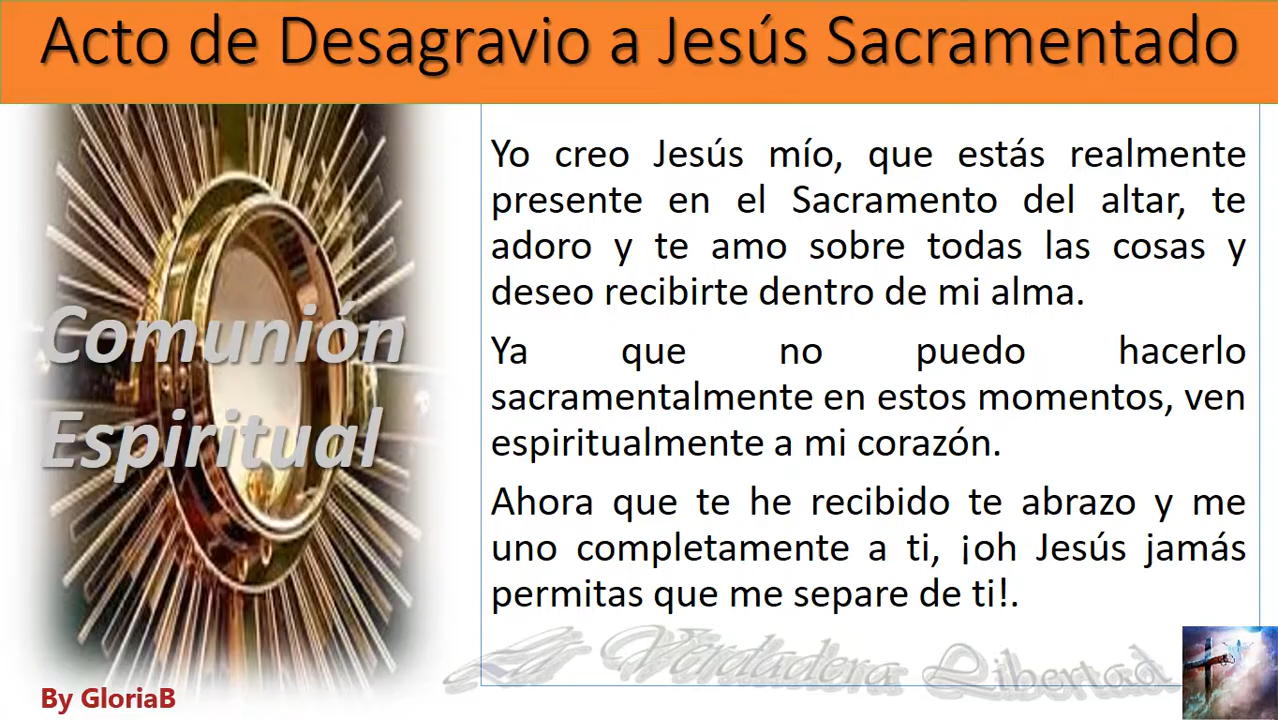 Acto de Desagravio a Jesús Sacramentado
Comunión
Espiritual
Yo creo Jesús mío, que estás realmente
presente en el Sacramento del altar, te
adoro y te amo sobre todas las cosas y
deseo recibirte dentro de mi alma.
Ya que no puedo hacerlo
sacramentalmente en estos momentos, ven
espiritualmente a mi corazón.
Ahora que te he recibido te abrazo y me
uno completamente a ti, ¡oh Jesús jamás
permitas que me separe de ti!.
La Verdadera Libertad
By GloriaB